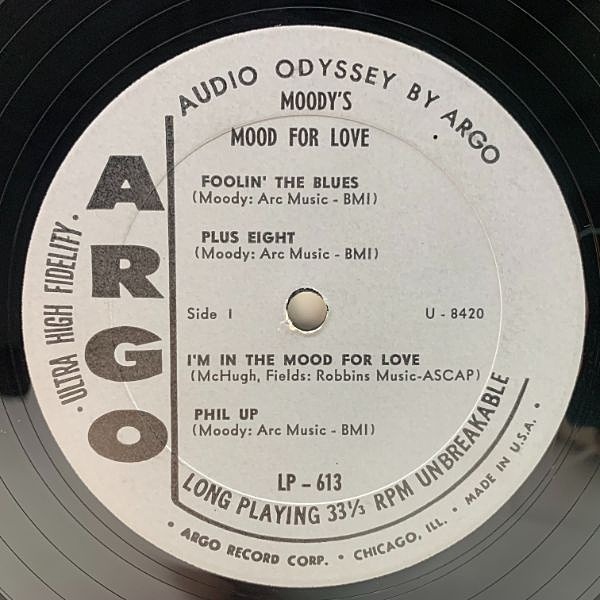 AUDIO ODYSSEY BY ARGO
MOODY'S
MOOD FOR LOVE
FOOLIN' THE BLUES
(Moody: Arc Music - BMI)
PLUS EIGHT
(Moody: Arc Music - BMI)
Side 1
U - 8420
I'M IN THE MOOD FOR LOVE
(McHugh, Fields: Robbins Music-ASCAP)
PHIL UP
(Moody: Arc Music - BMI)
LP - 613
ARGO
• ULTRA HIGH FIDELITY •
LONG PLAYING 33⅓ RPM UNBREAKABLE
• ARGO RECORD CORP. • CHICAGO, ILL. • MADE IN U.S.A. •